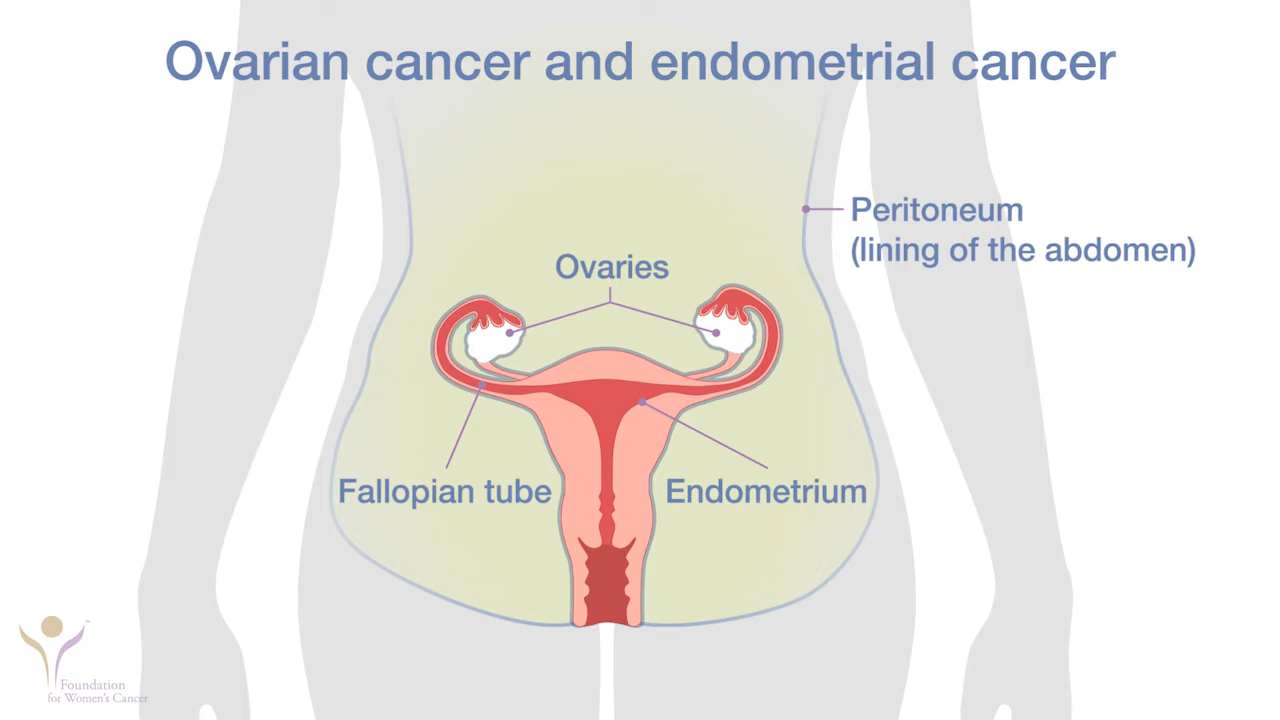 Ovarian cancer and endometrial cancer
Peritoneum
(lining of the abdomen)
Ovaries
Fallopian tube
Endometrium
Foundation
for Women's Cancer